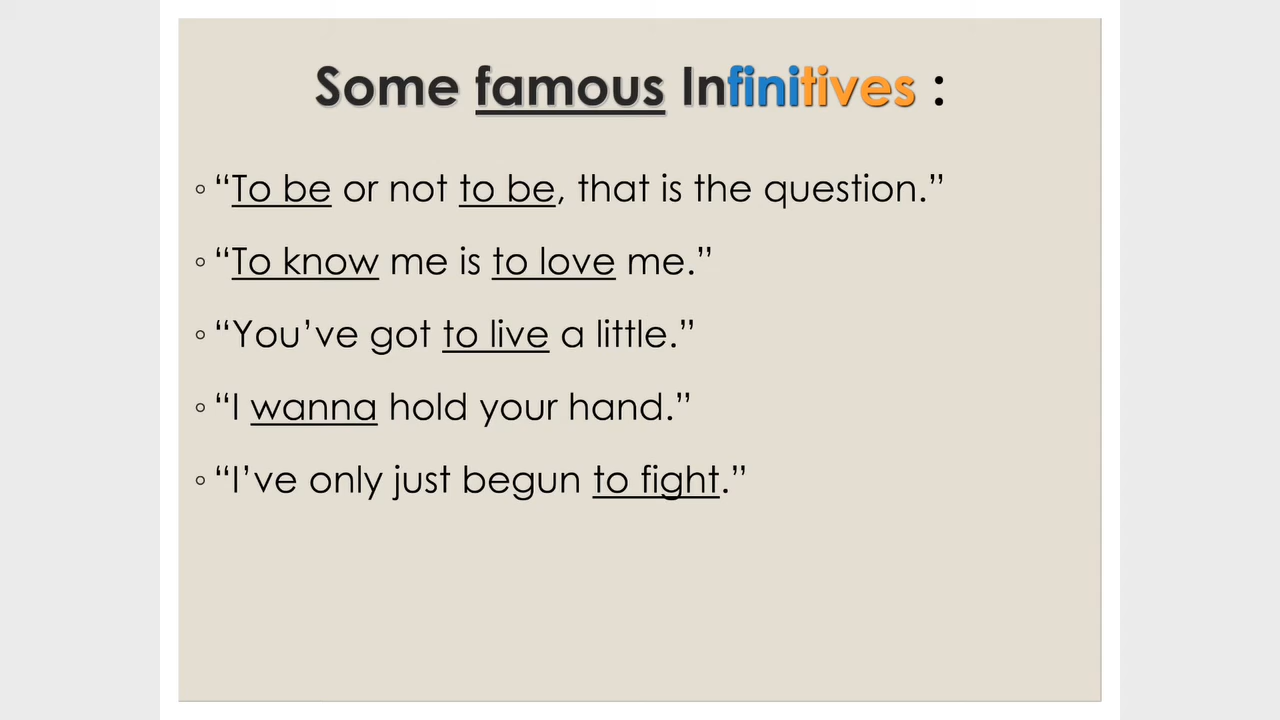 Some famous Infinitives :
◦ “To be or not to be, that is the question.”
◦ “To know me is to love me.”
◦ “You’ve got to live a little.”
◦ “I wanna hold your hand.”
◦ “I’ve only just begun to fight.”